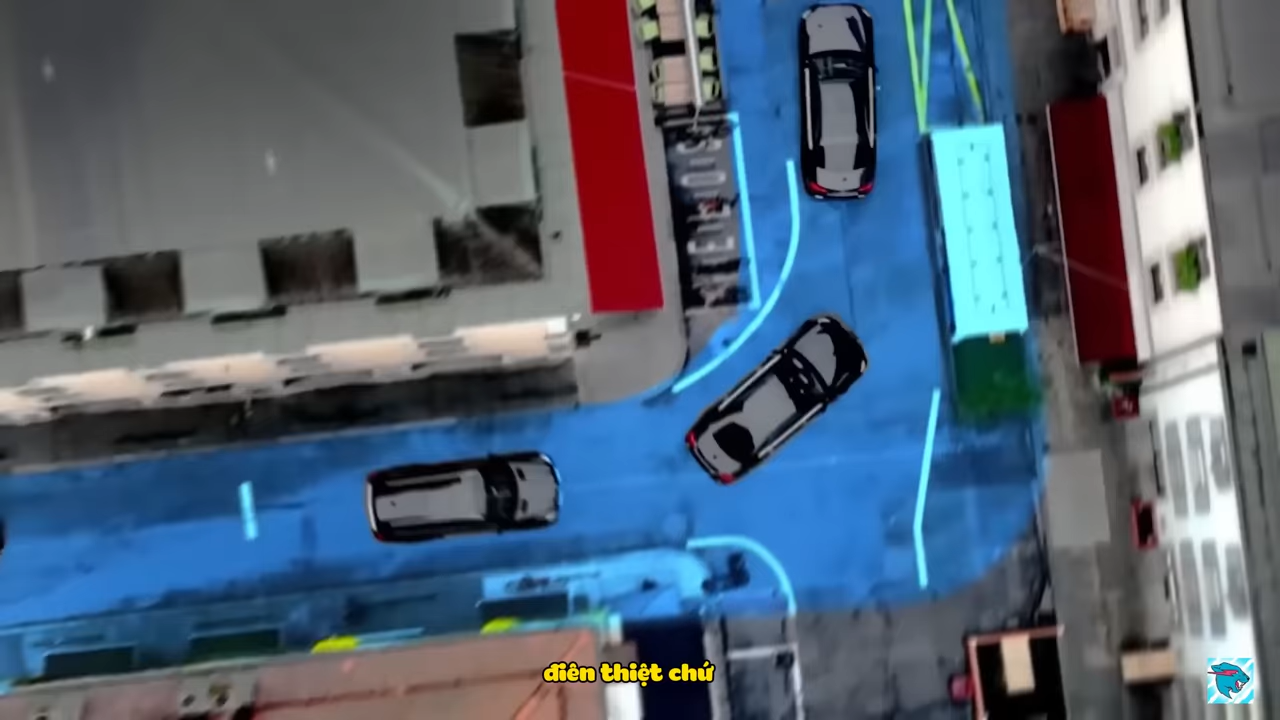 điên thiệt chứ